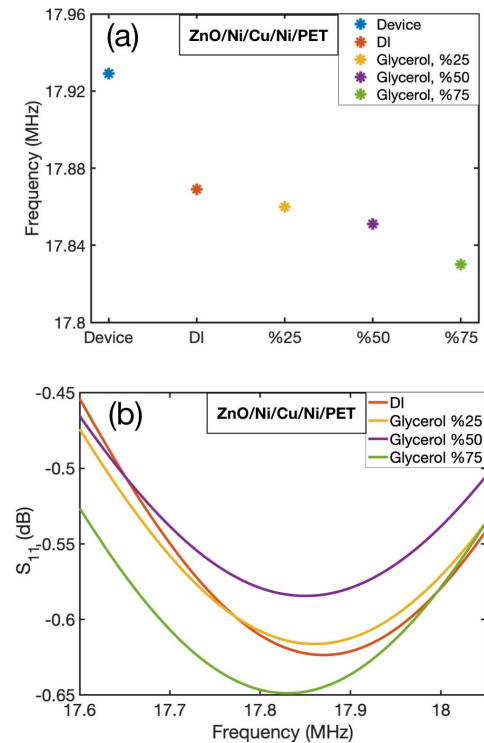 (a)
ZnO/Ni/Cu/Ni/PET
Device
DI
Glycerol, %25
Glycerol, %50
Glycerol, %75
Frequency (MHz)
17.96
17.92
17.88
17.84
17.8
Device DI %25 %50 %75
(b)
ZnO/Ni/Cu/Ni/PET
DI
Glycerol %25
Glycerol %50
Glycerol %75
S11, (dB)
-0.45
-0.5
-0.55
-0.6
-0.65
17.6 17.7 17.8 17.9 18
Frequency (MHz)